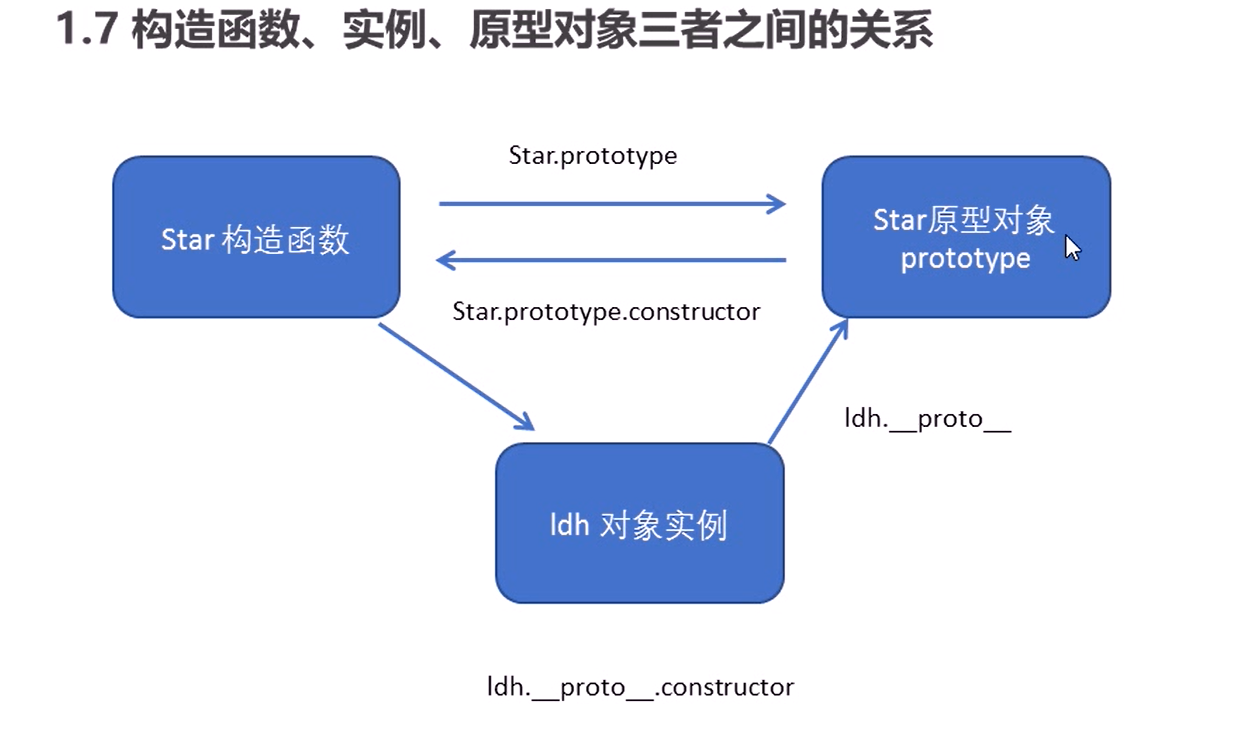 1.7 构造函数、实例、原型对象三者之间的关系
Star.prototype
Star 构造函数
Star原型对象
prototype
Star.prototype.constructor
ldh.__proto__
ldh 对象实例
ldh.__proto__.constructor